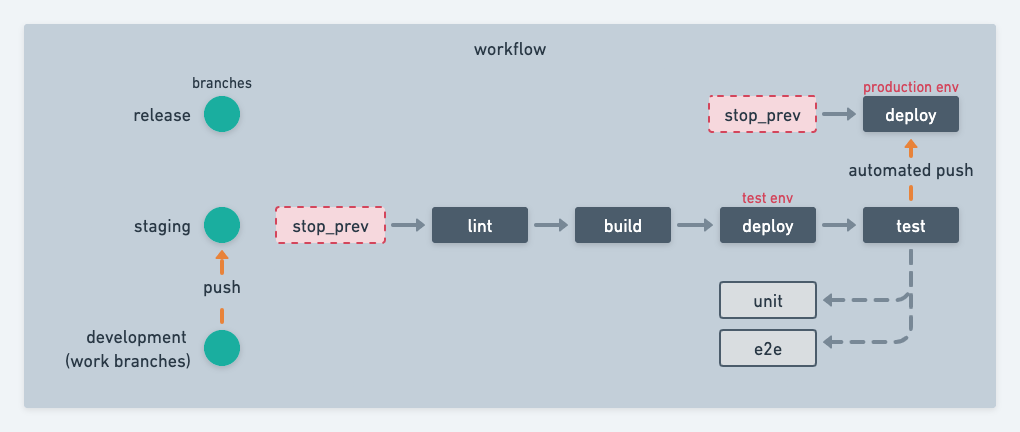 workflow
branches
production env
release
stop_prev
deploy
automated push
test env
staging
stop_prev
lint
build
deploy
test
push
unit
development
(work branches)
e2e